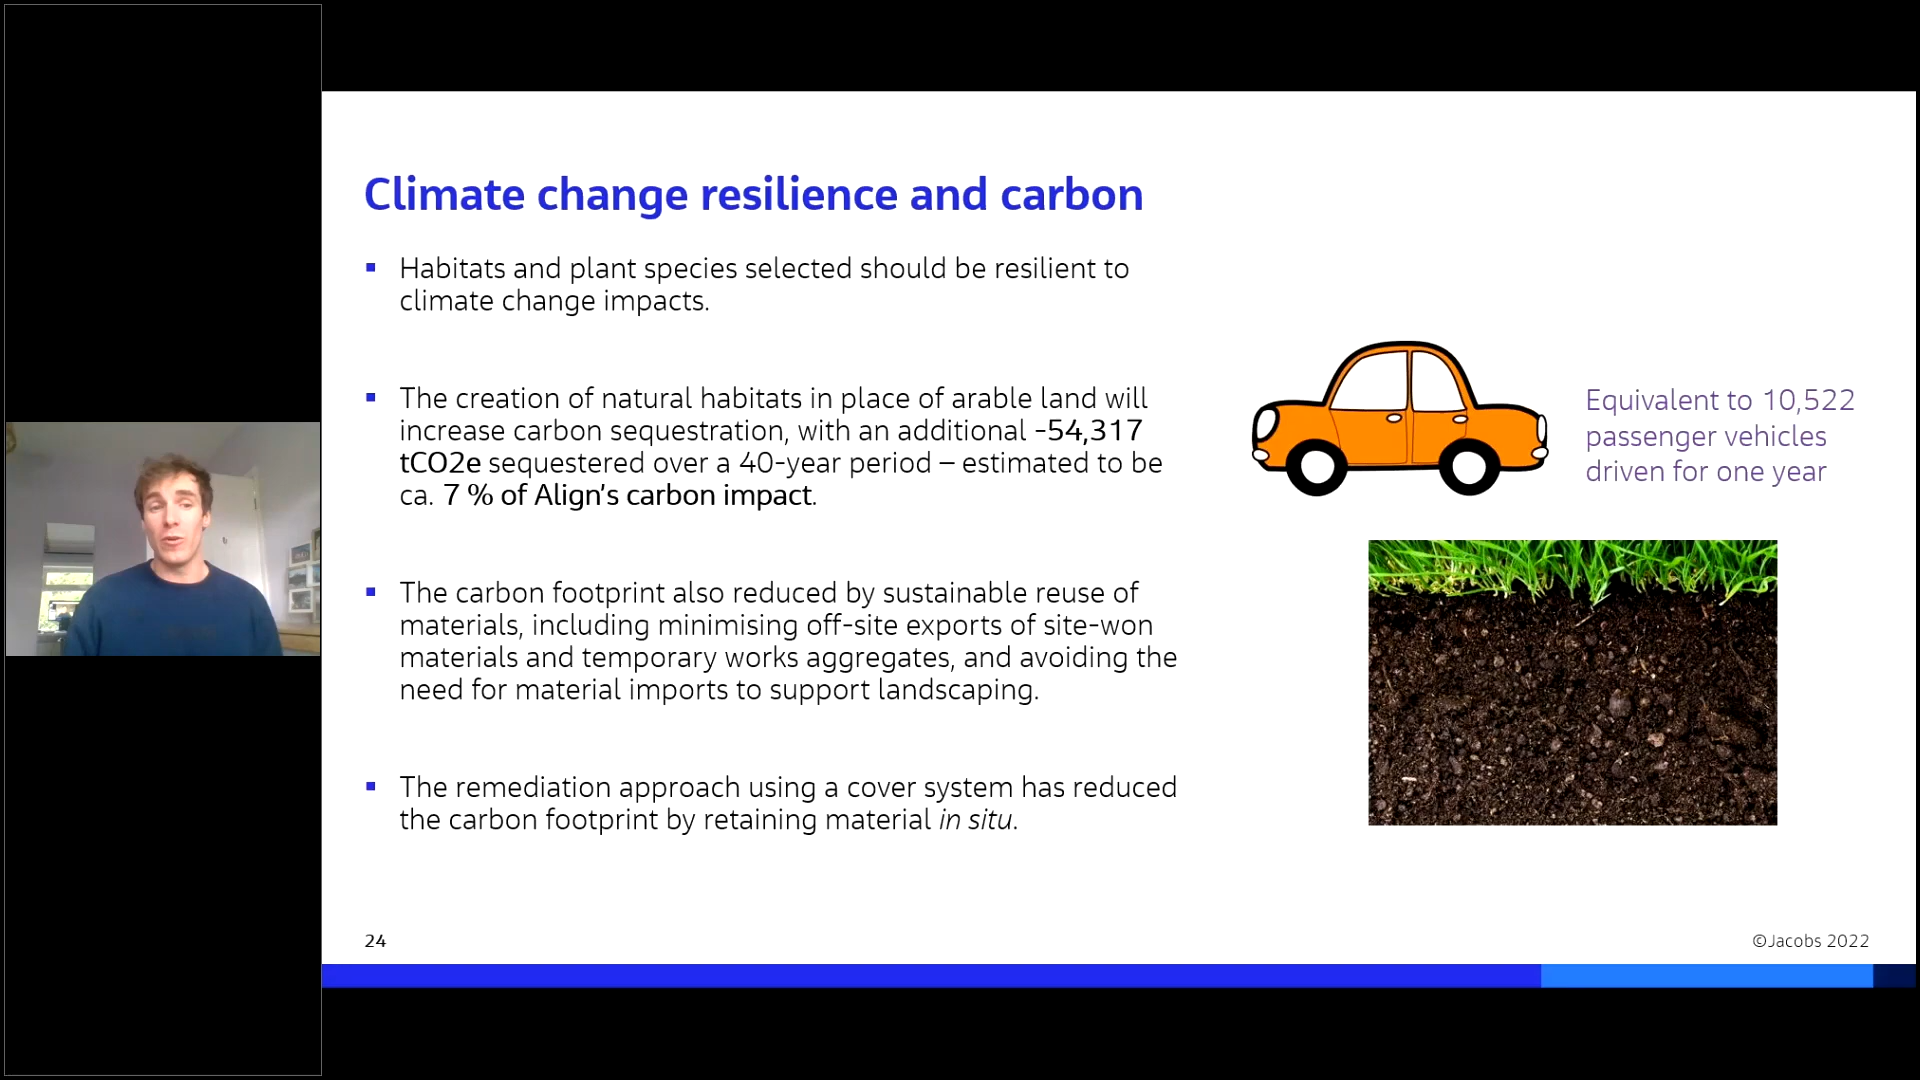 Climate change resilience and carbon
▪ Habitats and plant species selected should be resilient to
climate change impacts.
▪ The creation of natural habitats in place of arable land will
increase carbon sequestration, with an additional -54,317
tCO2e sequestered over a 40-year period – estimated to be
ca. 7 % of Align's carbon impact.
▪ The carbon footprint also reduced by sustainable reuse of
materials, including minimising off-site exports of site-won
materials and temporary works aggregates, and avoiding the
need for material imports to support landscaping.
▪ The remediation approach using a cover system has reduced
the carbon footprint by retaining material in situ.
Equivalent to 10,522
passenger vehicles
driven for one year
24
©Jacobs 2022